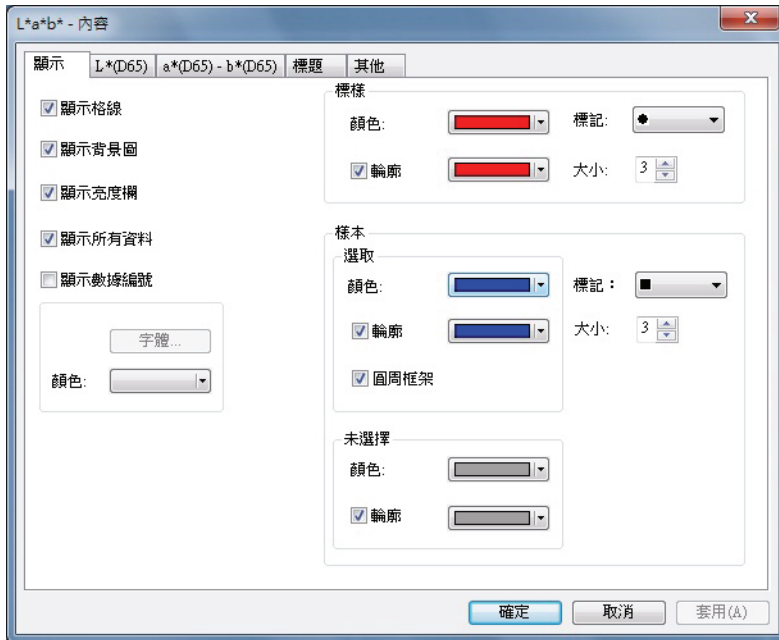 L*a*b* - 內容
顯示
L*(D65)
a*(D65) - b*(D65)
標題
其他
顯示格線
顯示背景圖
顯示亮度欄
顯示所有資料
顯示數據編號
字體...
顏色:
標樣
顏色:
標記:
輪廓
大小:
3
樣本
選取
顏色:
標記：
輪廓
大小:
3
圓周框架
未選擇
顏色:
輪廓
確定
取消
套用(A)